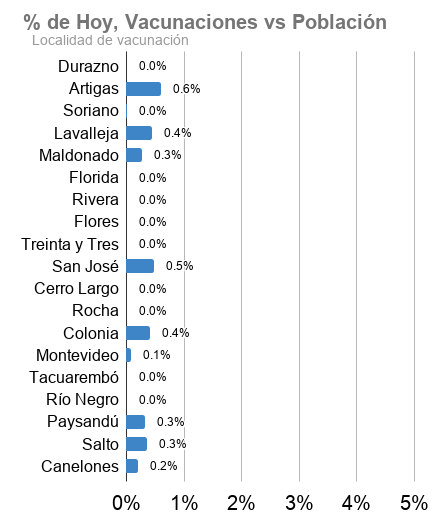 % de Hoy, Vacunaciones vs Población
Localidad de vacunación
Durazno 0.0%
Artigas 0.6%
Soriano 0.0%
Lavalleja 0.4%
Maldonado 0.3%
Florida 0.0%
Rivera 0.0%
Flores 0.0%
Treinta y Tres 0.0%
San José 0.5%
Cerro Largo 0.0%
Rocha 0.0%
Colonia 0.4%
Montevideo 0.1%
Tacuarembó 0.0%
Río Negro 0.0%
Paysandú 0.3%
Salto 0.3%
Canelones 0.2%
0% 1% 2% 3% 4% 5%